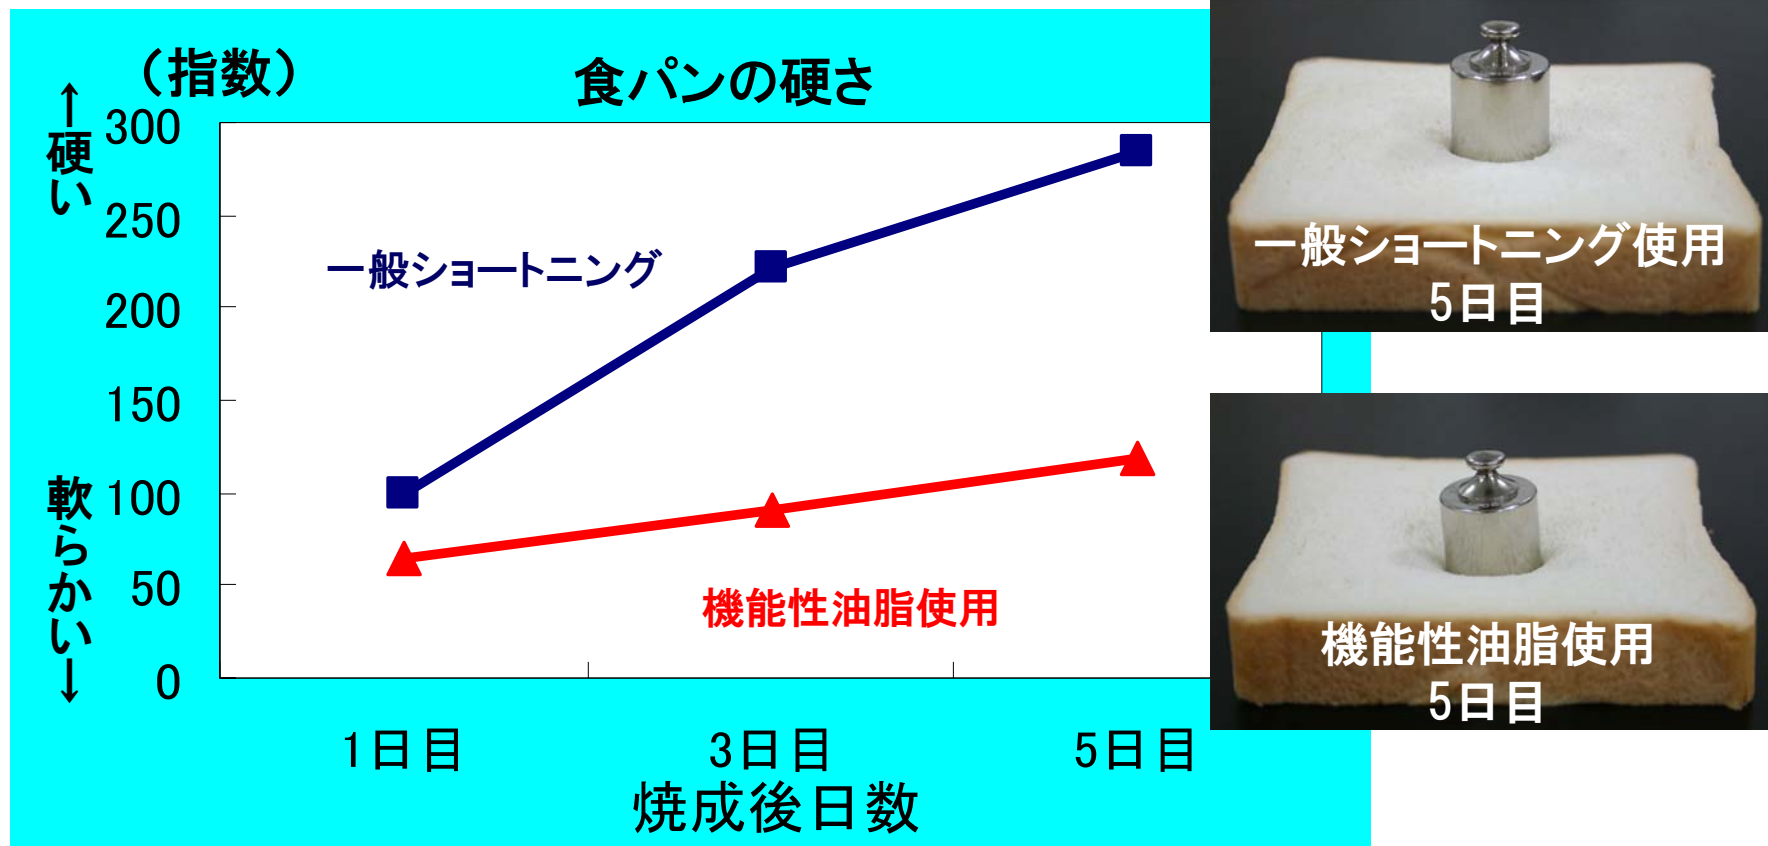 （指数）
食パンの硬さ
↑硬い
軟らかい↓
300
250
200
150
100
50
0
一般ショートニング
機能性油脂使用
1日目
3日目
5日目
焼成後日数
一般ショートニング使用
5日目
機能性油脂使用
5日目